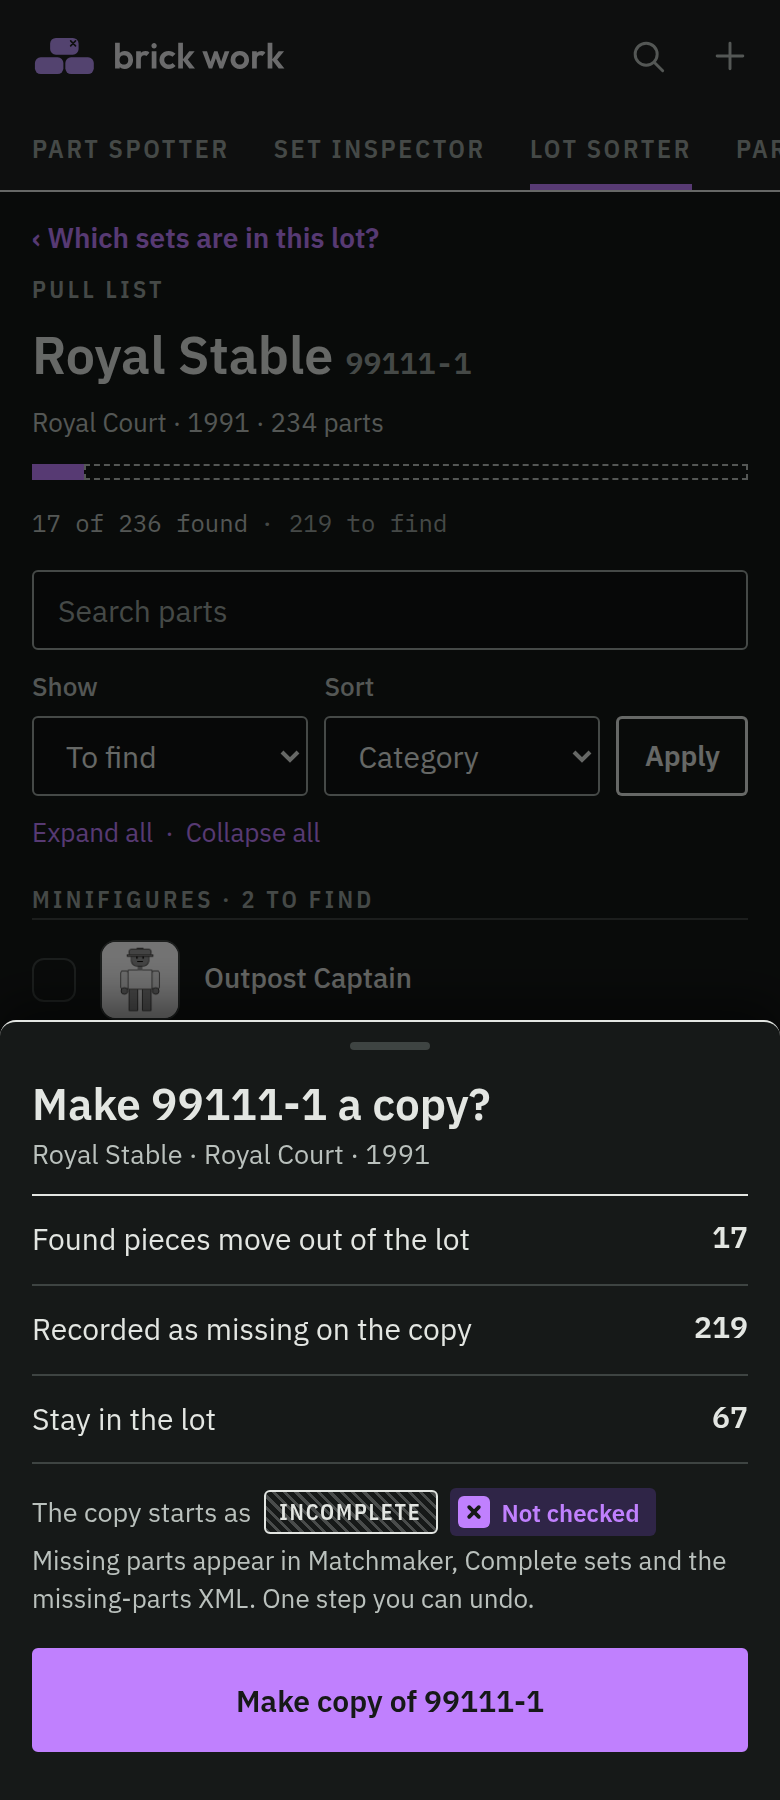 brick work
PART SPOTTER SET INSPECTOR LOT SORTER PAR
‹ Which sets are in this lot?
PULL LIST
Royal Stable 99111-1
Royal Court · 1991 · 234 parts
17 of 236 found · 219 to find
Search parts
Show Sort
To find Category Apply
Expand all · Collapse all
MINIFIGURES · 2 TO FIND
Outpost Captain
Make 99111-1 a copy?
Royal Stable · Royal Court · 1991
Found pieces move out of the lot 17
Recorded as missing on the copy 219
Stay in the lot 67
The copy starts as INCOMPLETE Not checked
Missing parts appear in Matchmaker, Complete sets and the
missing-parts XML. One step you can undo.
Make copy of 99111-1